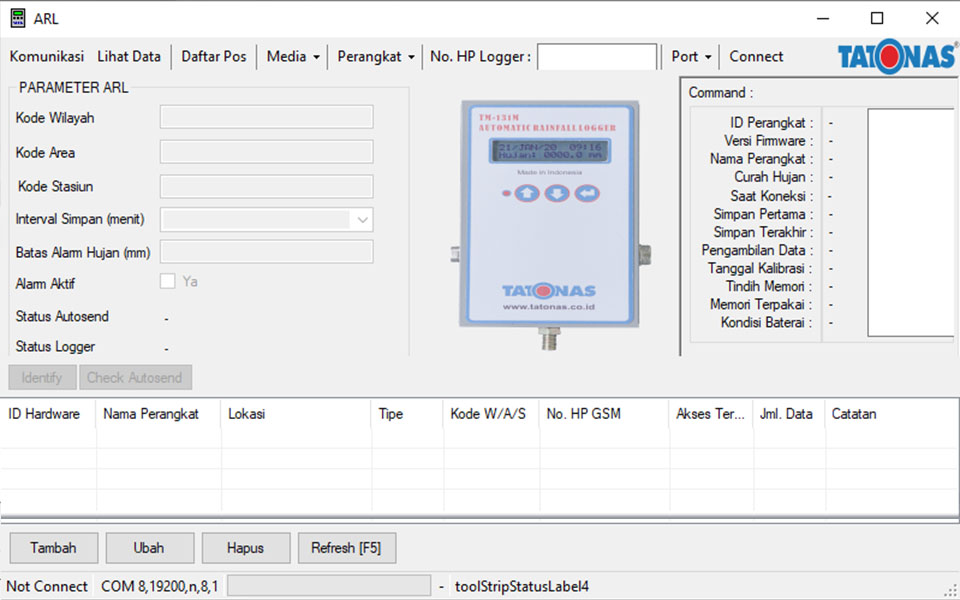 ARL
Komunikasi Lihat Data Daftar Pos Media Perangkat No. HP Logger : Port Connect TATONAS
PARAMETER ARL
Kode Wilayah
Kode Area
Kode Stasiun
Interval Simpan (menit)
Batas Alarm Hujan (mm)
Alarm Aktif Ya
Status Autosend -
Status Logger -
Identify Check Autosend
TM-131M
AUTOMATIC RAINFALL LOGGER
21/JAN/20 09:16
Hujan: 0000.0 mm
Made in Indonesia
TATONAS
www.tatonas.co.id
Command :
ID Perangkat : -
Versi Firmware : -
Nama Perangkat : -
Curah Hujan : -
Saat Koneksi : -
Simpan Pertama : -
Simpan Terakhir : -
Pengambilan Data : -
Tanggal Kalibrasi : -
Tindih Memori : -
Memori Terpakai : -
Kondisi Baterai : -
ID Hardware Nama Perangkat Lokasi Tipe Kode W/A/S No. HP GSM Akses Ter... Jml. Data Catatan
Tambah Ubah Hapus Refresh [F5]
Not Connect COM 8,19200,n,8,1 - toolStripStatusLabel4